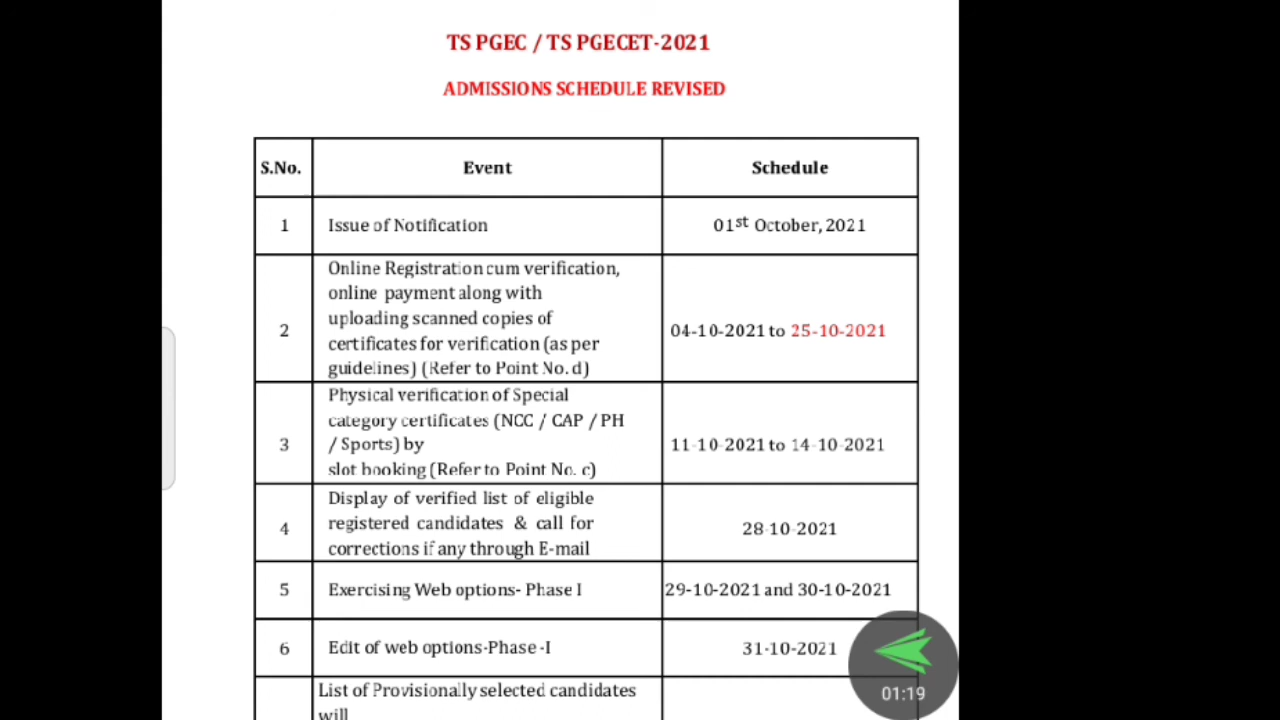 TS PGEC / TS PGECET-2021
ADMISSIONS SCHEDULE REVISED
S.No. Event Schedule
1 Issue of Notification 01st October, 2021
Online Registration cum verification,
online payment along with
uploading scanned copies of
2 certificates for verification (as per 04-10-2021 to 25-10-2021
guidelines) (Refer to Point No. d)
Physical verification of Special
category certificates (NCC / CAP / PH
3 / Sports) by 11-10-2021 to 14-10-2021
slot booking (Refer to Point No. c)
Display of verified list of eligible
4 registered candidates & call for 28-10-2021
corrections if any through E-mail
5 Exercising Web options- Phase I 29-10-2021 and 30-10-2021
6 Edit of web options-Phase -I 31-10-2021
List of Provisionally selected candidates
will
01:19